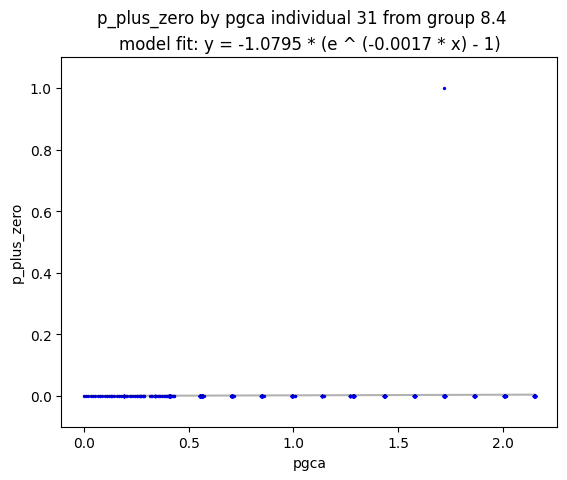 p_plus_zero by pgca individual 31 from group 8.4
model fit: y = -1.0795 * (e ^ (-0.0017 * x) - 1)
1.0
0.8
0.6
0.4
0.2
0.0
p_plus_zero
0.0 0.5 1.0 1.5 2.0
pgca